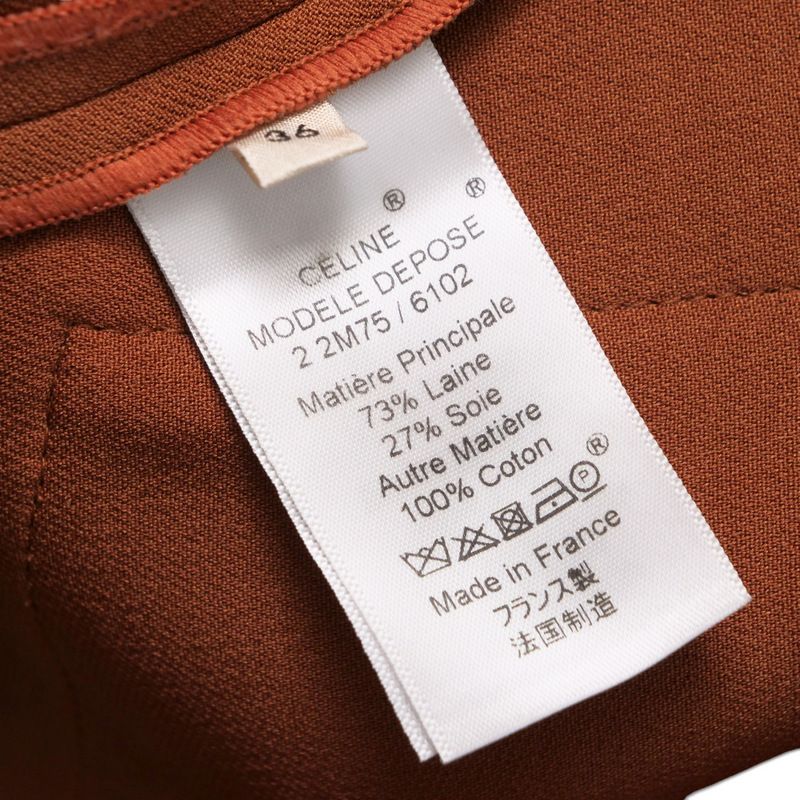 36
CELINE ®
MODELE DEPOSE ®
2 2M75 / 6102
Matière Principale
73% Laine
27% Soie
Autre Matière
100% Coton
P ®
Made in France
フランス製
法国制造